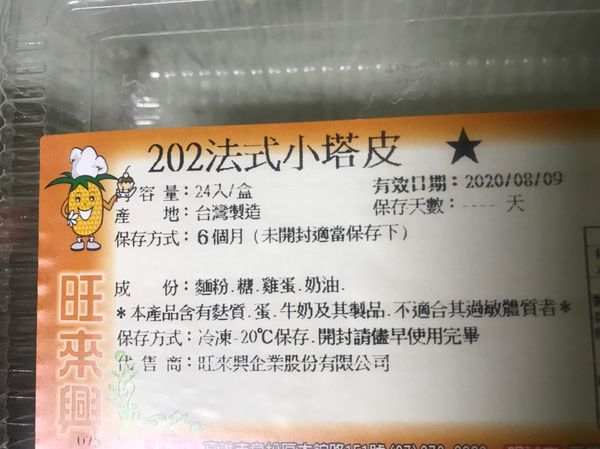 202法式小塔皮 ★
內容量:24入/盒
有效日期:2020/08/09
產 地:台灣製造
保存天數:---- 天
保存方式:6個月(未開封適當保存下)
成 份:麵粉.糖.雞蛋.奶油.
*本產品含有麩質.蛋.牛奶及其製品.不適合其過敏體質者*
保存方式:冷凍-20℃保存.開封請儘早使用完畢
代售商:旺來興企業股份有限公司
旺來興
075